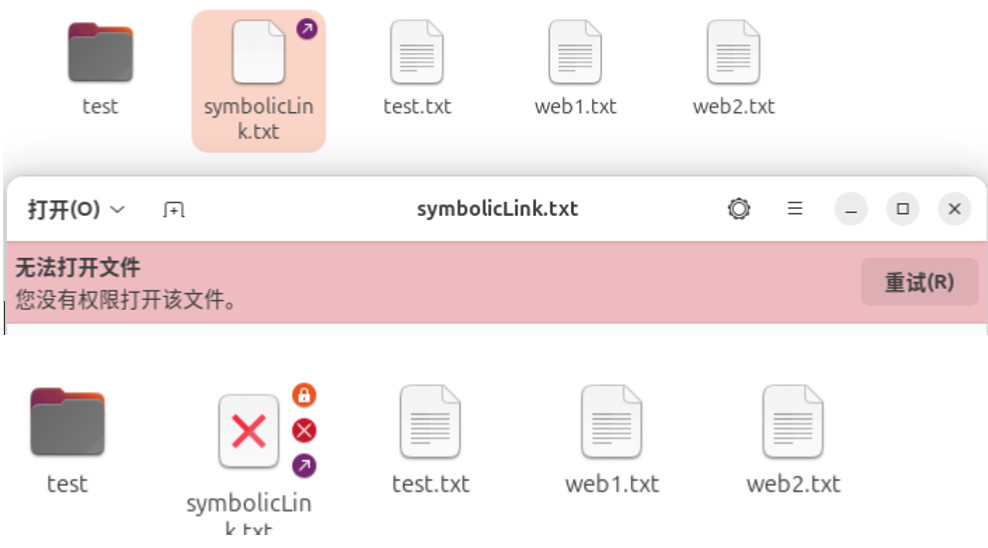 test
symbolicLin
k.txt
test.txt
web1.txt
web2.txt
打开(O)
symbolicLink.txt
无法打开文件
您没有权限打开该文件。
重试(R)
test
symbolicLin
k.txt
test.txt
web1.txt
web2.txt